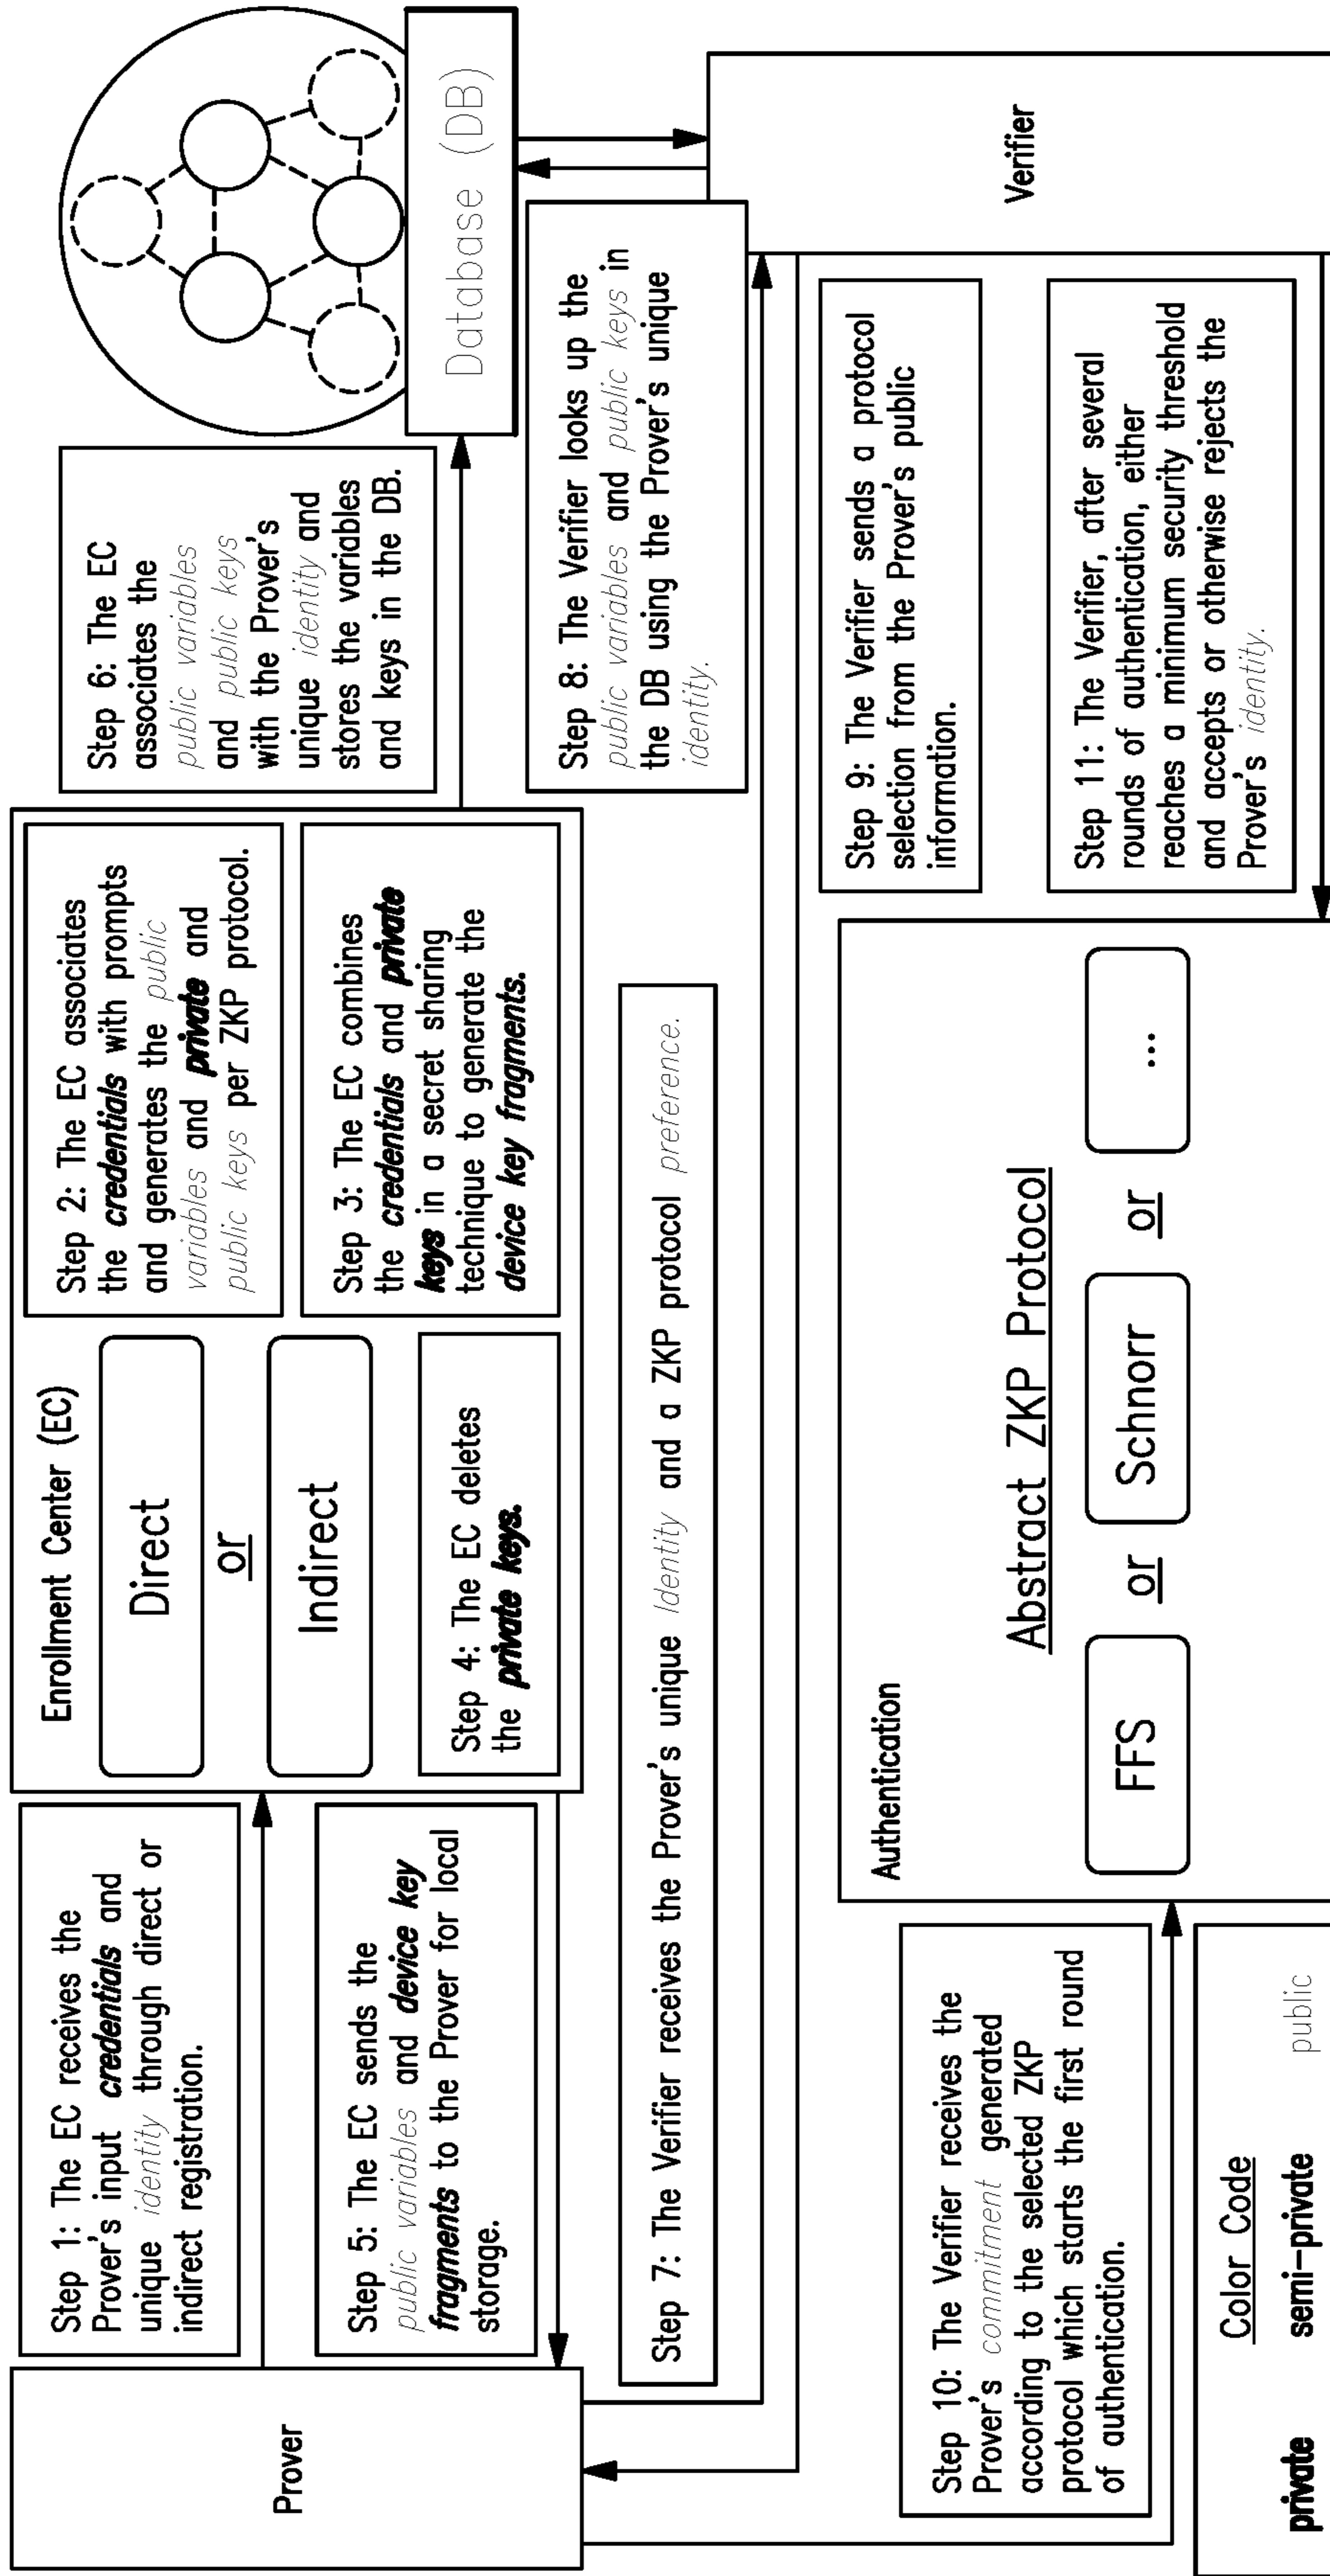 Prover
Step 1: The EC receives the
Prover's input credentials and
unique identity through direct or
indirect registration.
Step 5: The EC sends the
public variables and device key
fragments to the Prover for local
storage.
Enrollment Center (EC)
Direct
or
Indirect
Step 4: The EC deletes
the private keys.
Step 2: The EC associates
the credentials with prompts
and generates the public
variables and private and
public keys per ZKP protocol.
Step 3: The EC combines
the credentials and private
keys in a secret sharing
technique to generate the
device key fragments.
Step 6: The EC
associates the
public variables
and public keys
with the Prover's
unique identity and
stores the variables
and keys in the DB.
Database (DB)
Step 7: The Verifier receives the Prover's unique Identity and a ZKP protocol preference.
Step 8: The Verifier looks up the
public variables and public keys in
the DB using the Prover's unique
identity.
Step 9: The Verifier sends a protocol
selection from the Prover's public
information.
Verifier
Step 10: The Verifier receives the
Prover's commitment generated
according to the selected ZKP
protocol which starts the first round
of authentication.
Authentication
Abstract ZKP Protocol
FFS or Schnorr or ...
Step 11: The Verifier, after several
rounds of authentication, either
reaches a minimum security threshold
and accepts or otherwise rejects the
Prover's identity.
Color Code
private semi-private public